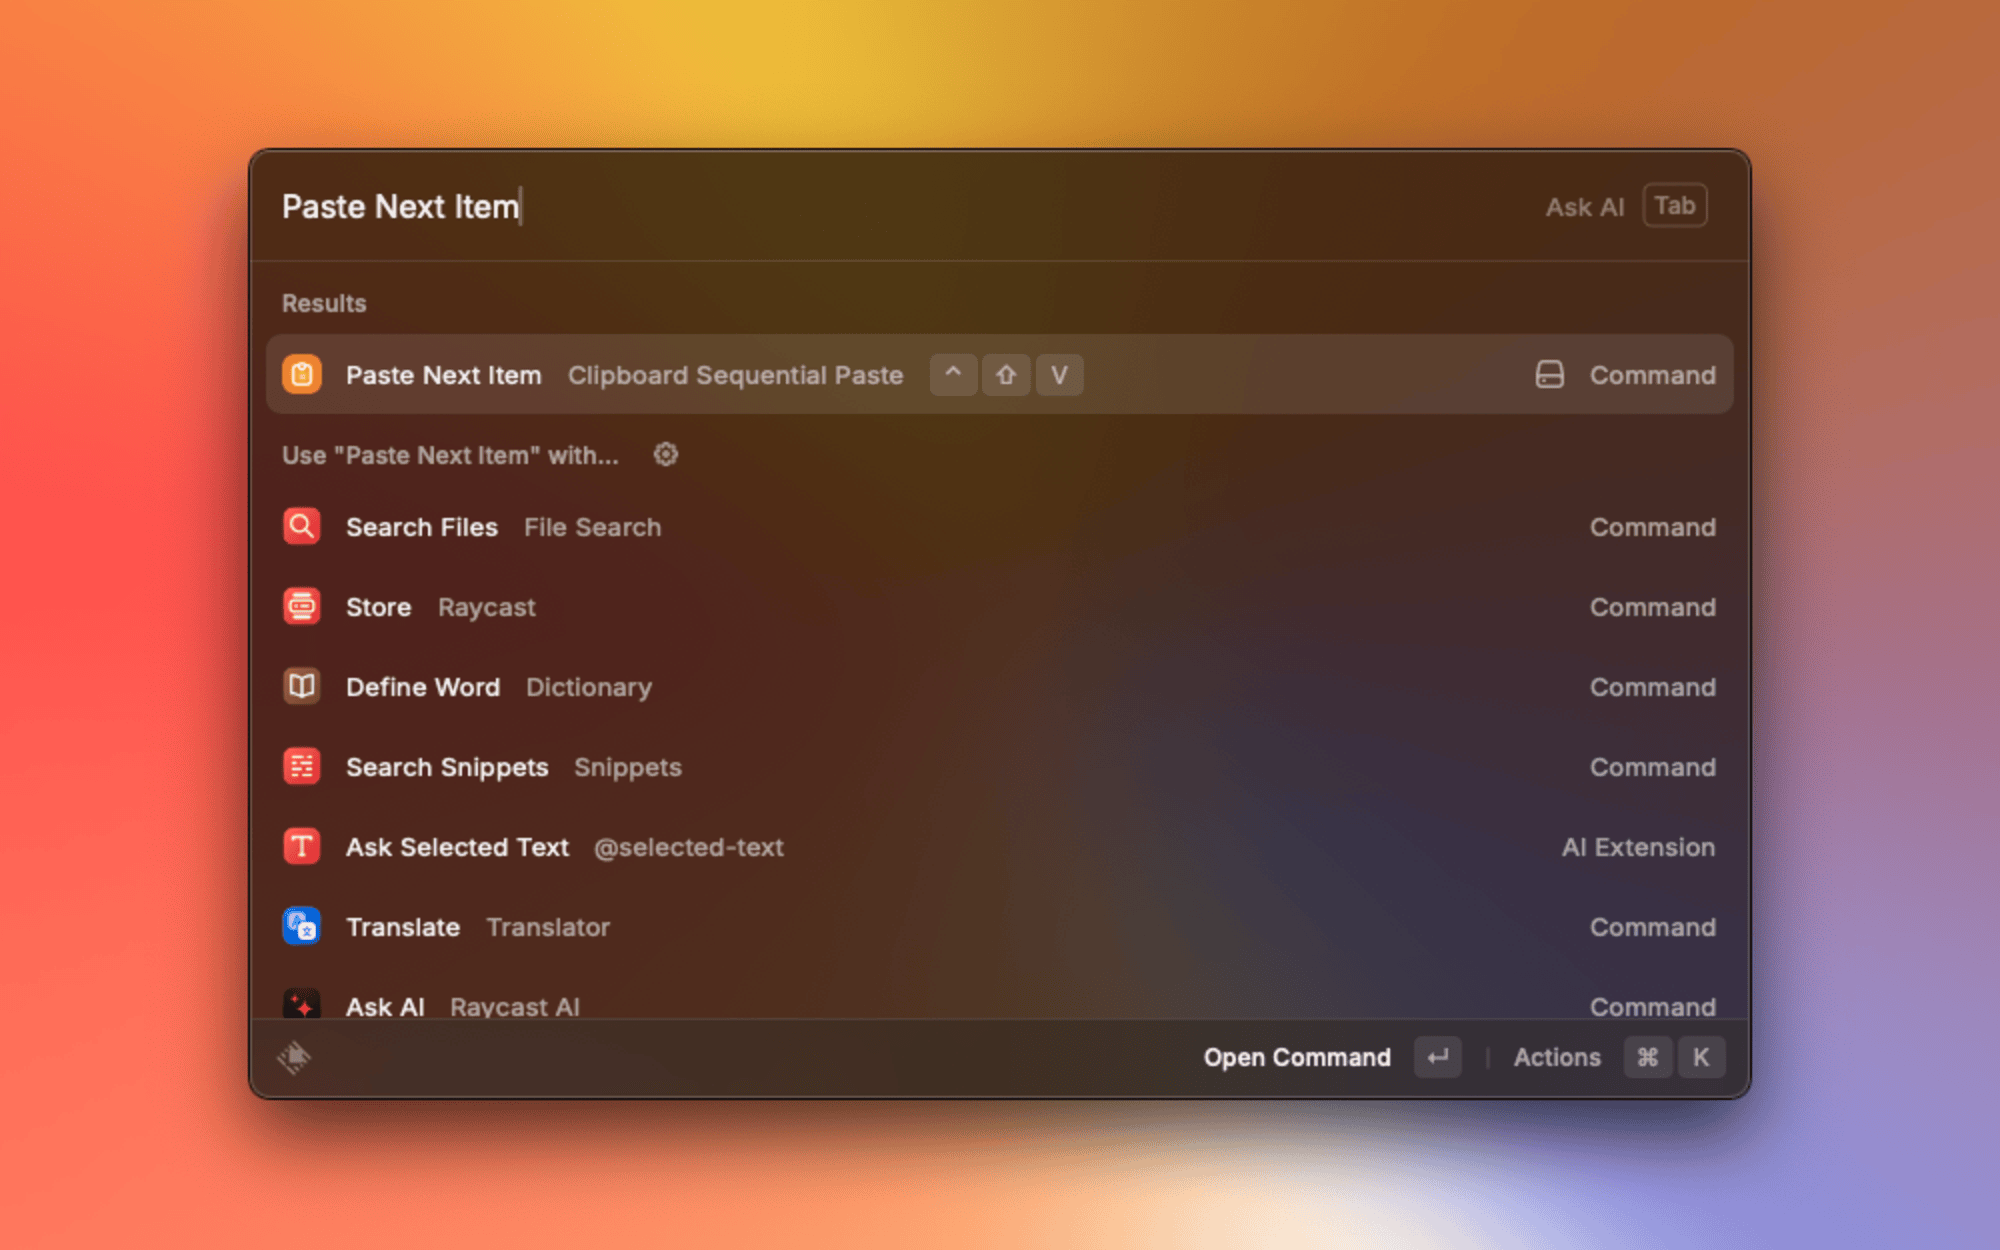 Paste Next Item Ask AI Tab
Results
Paste Next Item Clipboard Sequential Paste ^ ⇧ V Command
Use "Paste Next Item" with...
Search Files File Search Command
Store Raycast Command
Define Word Dictionary Command
Search Snippets Snippets Command
Ask Selected Text @selected-text AI Extension
Translate Translator Command
Ask AI Raycast AI Command
Open Command ↵ Actions ⌘ K